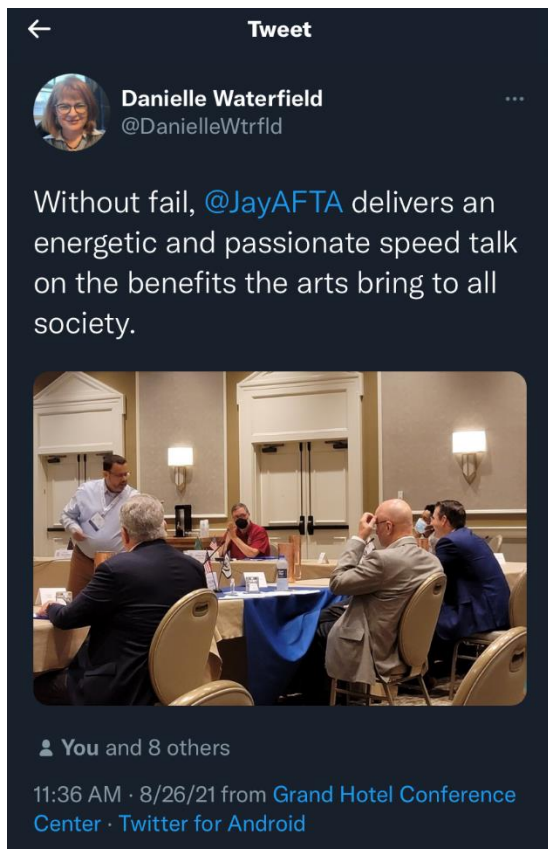 Tweet
Danielle Waterfield
@DanielleWtrfld
Without fail, @JayAFTA delivers an
energetic and passionate speed talk
on the benefits the arts bring to all
society.
You and 8 others
11:36 AM · 8/26/21 from Grand Hotel Conference
Center · Twitter for Android